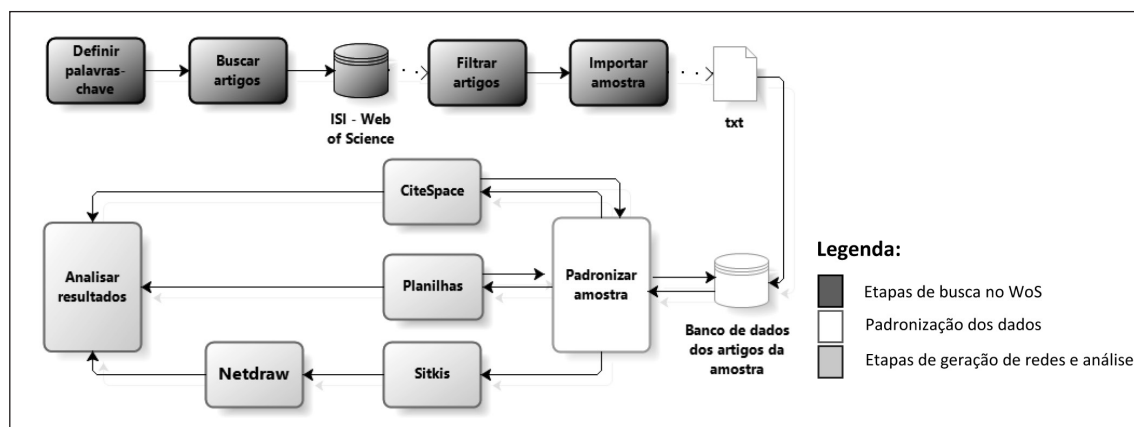 Definir
palavras-
chave
Buscar
artigos
ISI - Web
of Science
Filtrar
artigos
Importar
amostra
txt
CiteSpace
Analisar
resultados
Planilhas
Padronizar
amostra
Netdraw
Sitkis
Banco de dados
dos artigos da
amostra
Legenda:
Etapas de busca no WoS
Padronização dos dados
Etapas de geração de redes e análise